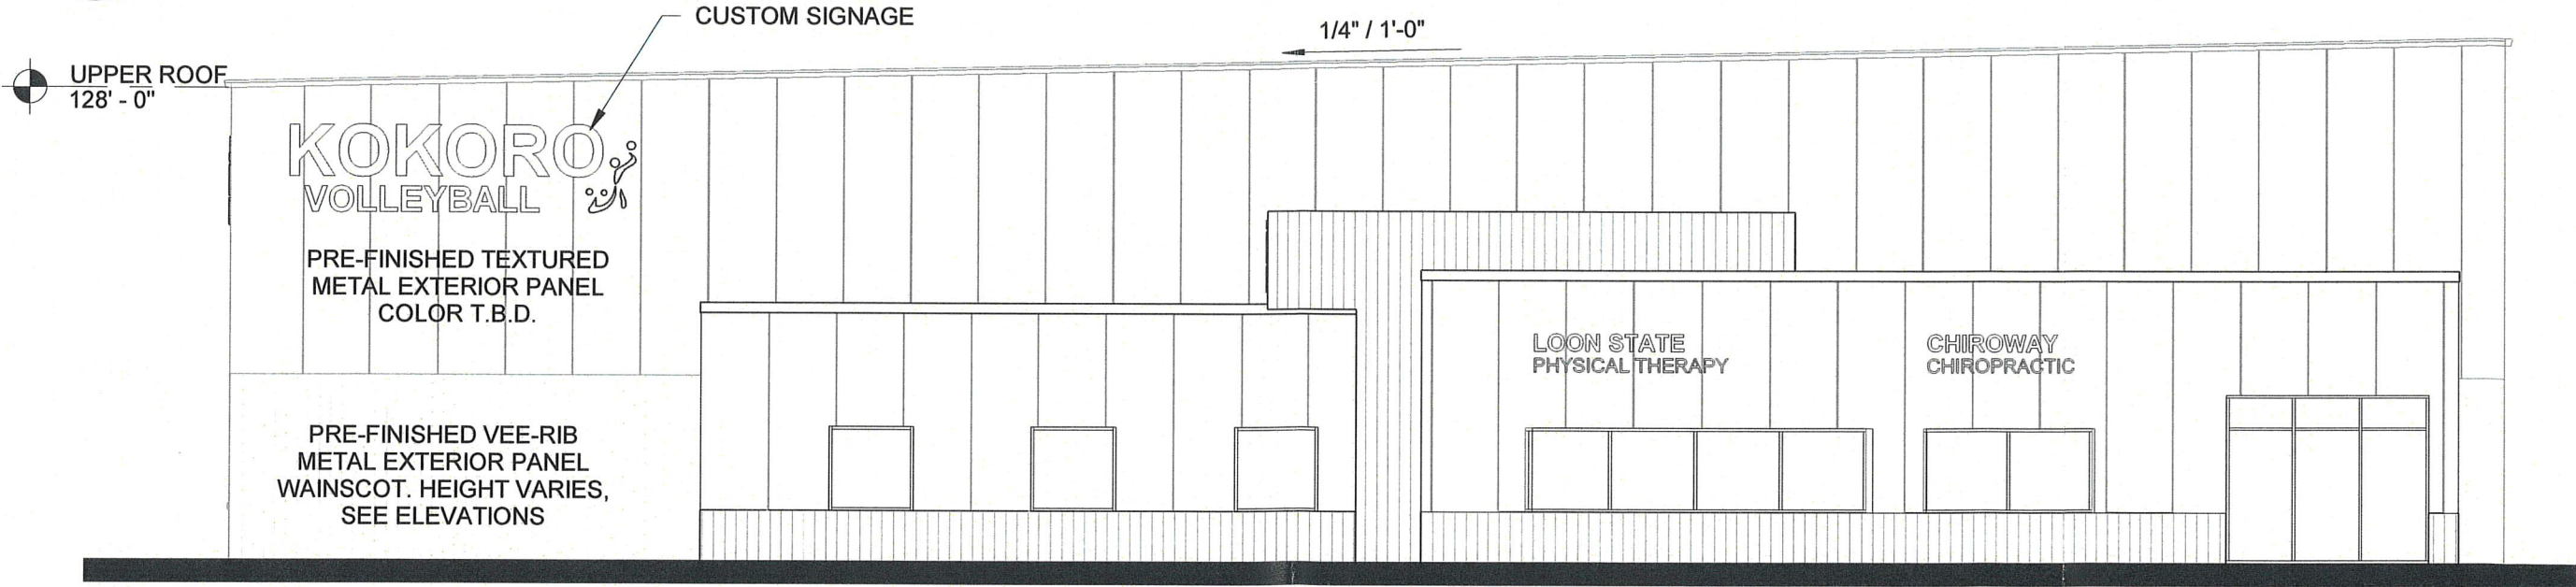 CUSTOM SIGNAGE
1/4" / 1'-0"
UPPER ROOF
128' - 0"
KOKORO
VOLLEYBALL
PRE-FINISHED TEXTURED
METAL EXTERIOR PANEL
COLOR T.B.D.
LOON STATE
PHYSICAL THERAPY
CHIROWAY
CHIROPRACTIC
PRE-FINISHED VEE-RIB
METAL EXTERIOR PANEL
WAINSCOT. HEIGHT VARIES,
SEE ELEVATIONS